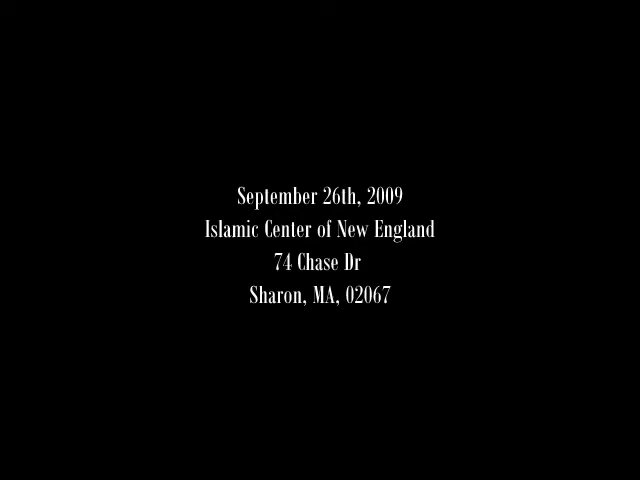 September 26th, 2009
Islamic Center of New England
74 Chase Dr
Sharon, MA, 02067